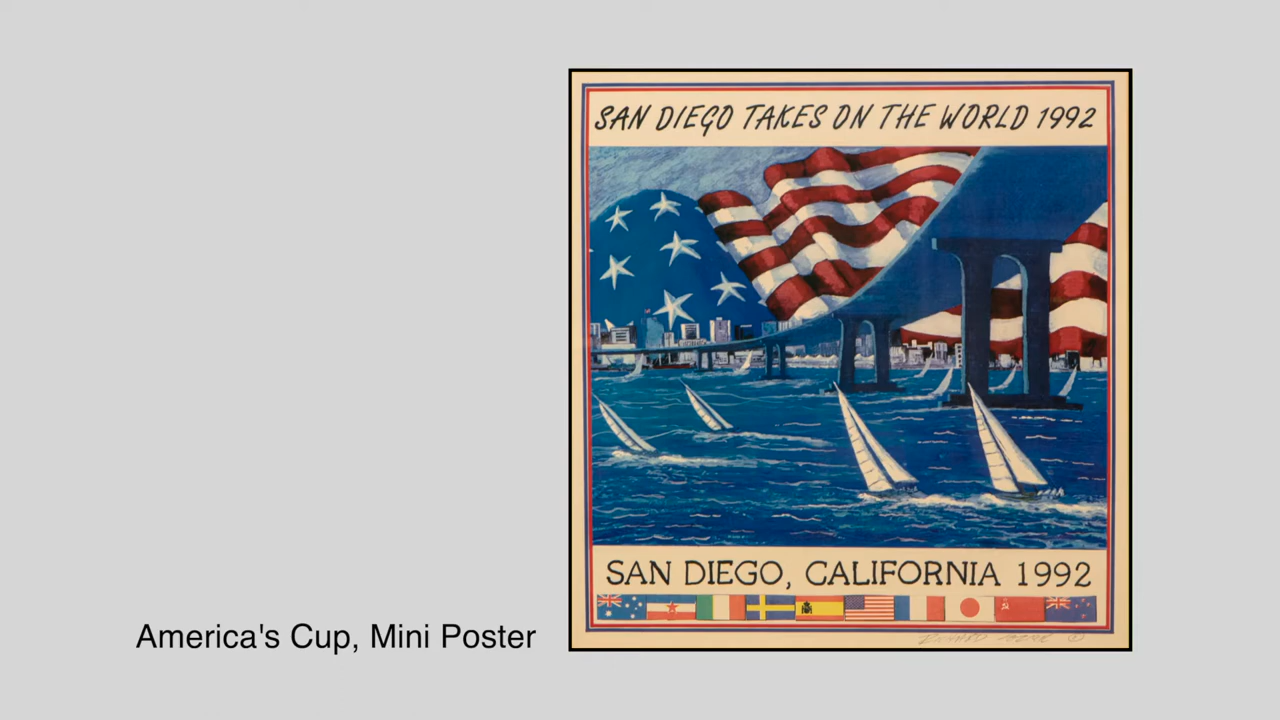 SAN DIEGO TAKES ON THE WORLD 1992
SAN DIEGO, CALIFORNIA 1992
America's Cup, Mini Poster